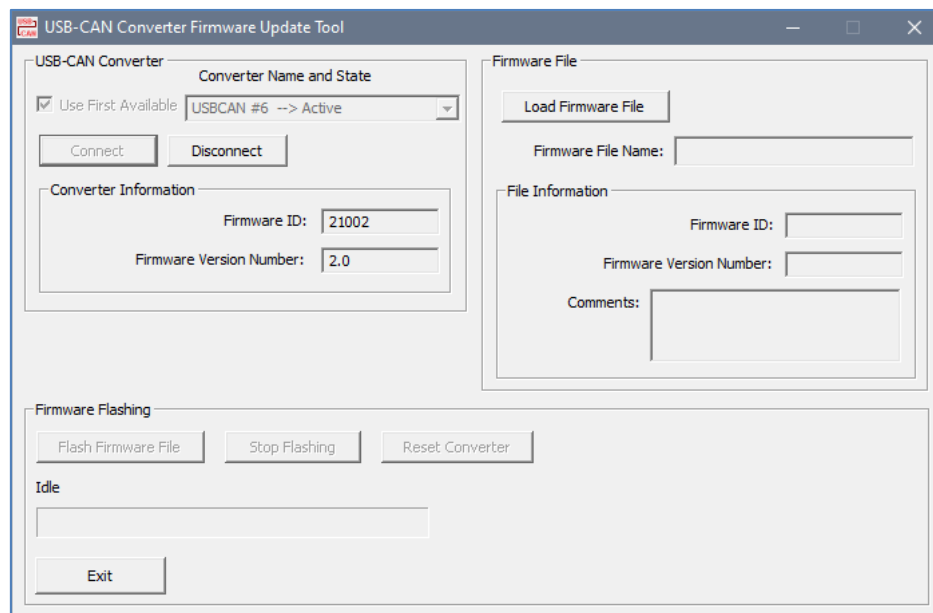 USB-CAN Converter Firmware Update Tool
USB-CAN Converter
Converter Name and State
Use First Available
USBCAN #6 --> Active
Connect
Disconnect
Converter Information
Firmware ID: 21002
Firmware Version Number: 2.0
Firmware File
Load Firmware File
Firmware File Name:
File Information
Firmware ID:
Firmware Version Number:
Comments:
Firmware Flashing
Flash Firmware File
Stop Flashing
Reset Converter
Idle
Exit